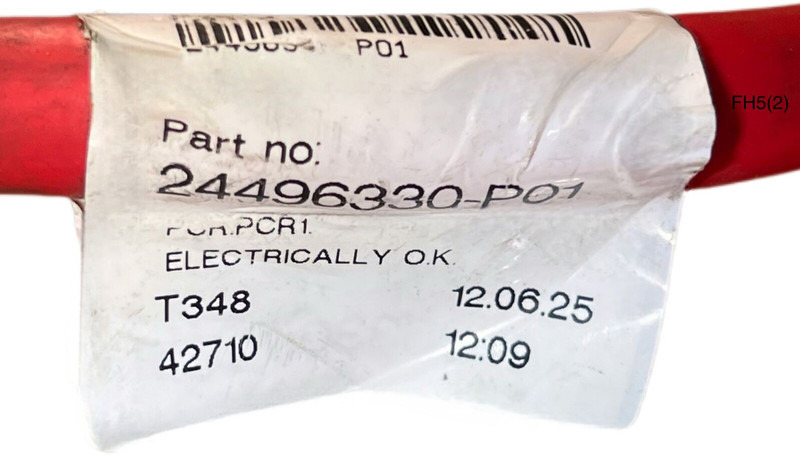 P01
FH5(2)
Part no:
24496330-P01
ELECTRICALLY O.K.
T348 12.06.25
42710 12:09